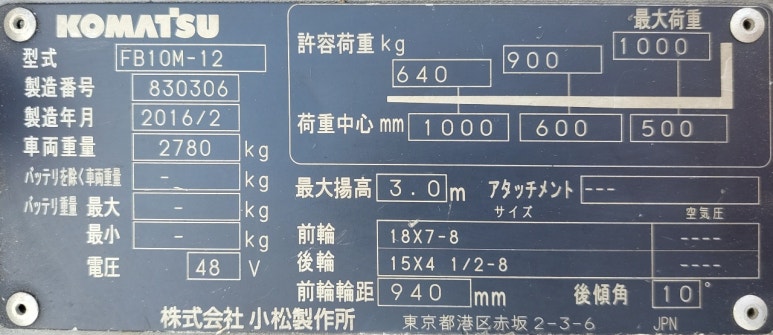 KOMATSU
型式 FB10M-12
製造番号 830306
製造年月 2016/2
車両重量 2780 kg
バッテリを除く車両重量 - kg
バッテリ重量 最大 - kg
最小 - kg
電圧 48 V
最大荷重
許容荷重 kg 640 900 1000
荷重中心 mm 1000 600 500
最大揚高 3.0 m アタッチメント ---
サイズ 空気圧
前輪 18X7-8 ----
後輪 15X4 1/2-8 ----
前輪輪距 940 mm 後傾角 10°
株式会社 小松製作所 東京都港区赤坂 2-3-6 JPN